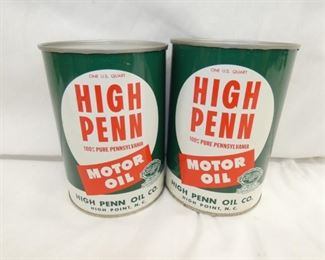 ONE U.S. QUART
HIGH
PENN
100% PURE PENNSYLVANIA
MOTOR
OIL
HIGH PENN OIL CO.
HIGH POINT, N.C.
ONE U.S. QUART
HIGH
PENN
100% PURE PENNSYLVANIA
MOTOR
OIL
HIGH PENN OIL CO.
HIGH POINT, N.C.